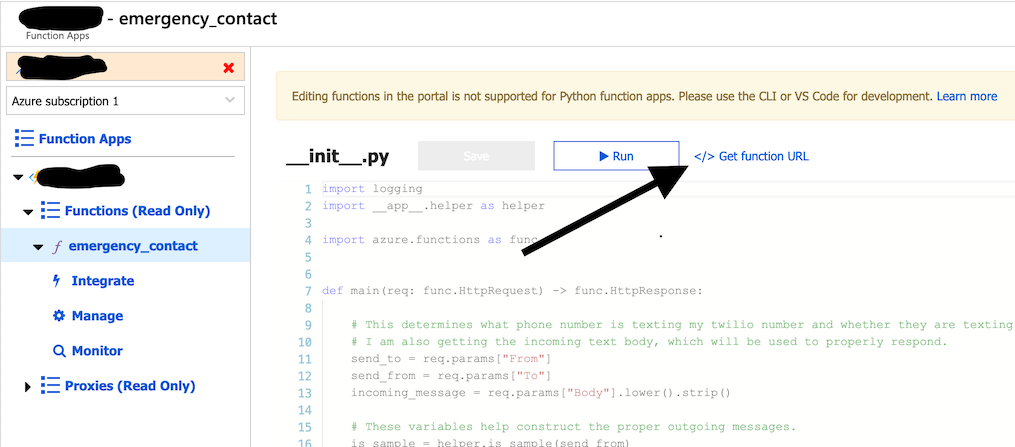 - emergency_contact
Function Apps
Azure subscription 1
Function Apps
Functions (Read Only)
emergency_contact
Integrate
Manage
Monitor
Proxies (Read Only)
Editing functions in the portal is not supported for Python function apps. Please use the CLI or VS Code for development. Learn more
__init__.py
Save
Run
</> Get function URL
1 import logging
2 import __app__.helper as helper
3
4 import azure.functions as func
5
6
7 def main(req: func.HttpRequest) -> func.HttpResponse:
8
9 # This determines what phone number is texting my twilio number and whether they are texting
10 # I am also getting the incoming text body, which will be used to properly respond.
11 send_to = req.params["From"]
12 send_from = req.params["To"]
13 incoming_message = req.params["Body"].lower().strip()
14
15 # These variables help construct the proper outgoing messages.
16 is_sample = helper.is_sample(send_from)